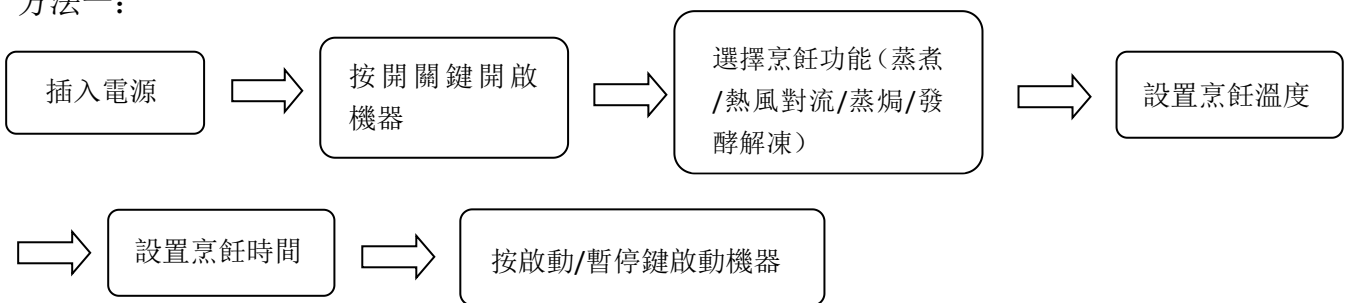 方法一：
插入電源
按開關鍵開啟
機器
選擇烹飪功能（蒸煮
/熱風對流/蒸焗/發
酵解凍）
設置烹飪溫度
設置烹飪時間
按啟動/暫停鍵啟動機器